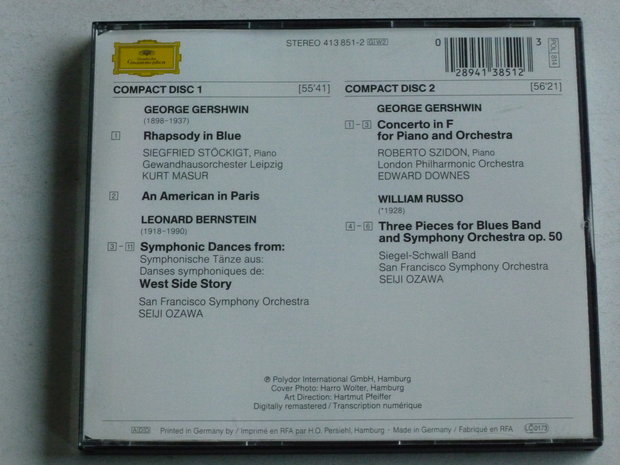 Deutsche
Grammophon
STEREO 413 851-2 GW2
0 28941 38512 3
POL 814
COMPACT DISC 1 [55'41]
GEORGE GERSHWIN
(1898-1937)
1 Rhapsody in Blue
SIEGFRIED STÖCKIGT, Piano
Gewandhausorchester Leipzig
KURT MASUR
2 An American in Paris
LEONARD BERNSTEIN
(1918-1990)
3 - 11 Symphonic Dances from:
Symphonische Tänze aus:
Danses symphoniques de:
West Side Story
San Francisco Symphony Orchestra
SEIJI OZAWA
COMPACT DISC 2 [56'21]
GEORGE GERSHWIN
1 - 3 Concerto in F
for Piano and Orchestra
ROBERTO SZIDON, Piano
London Philharmonic Orchestra
EDWARD DOWNES
WILLIAM RUSSO
(*1928)
4 - 6 Three Pieces for Blues Band
and Symphony Orchestra op. 50
Siegel-Schwall Band
San Francisco Symphony Orchestra
SEIJI OZAWA
℗ Polydor International GmbH, Hamburg
Cover Photo: Harro Wolter, Hamburg
Art Direction: Hartmut Pfeiffer
Digitally remastered / Transcription numérique
ADD Printed in Germany by / Imprimé en RFA par H.O. Persiehl, Hamburg · Made in Germany / Fabriqué en RFA LC0173